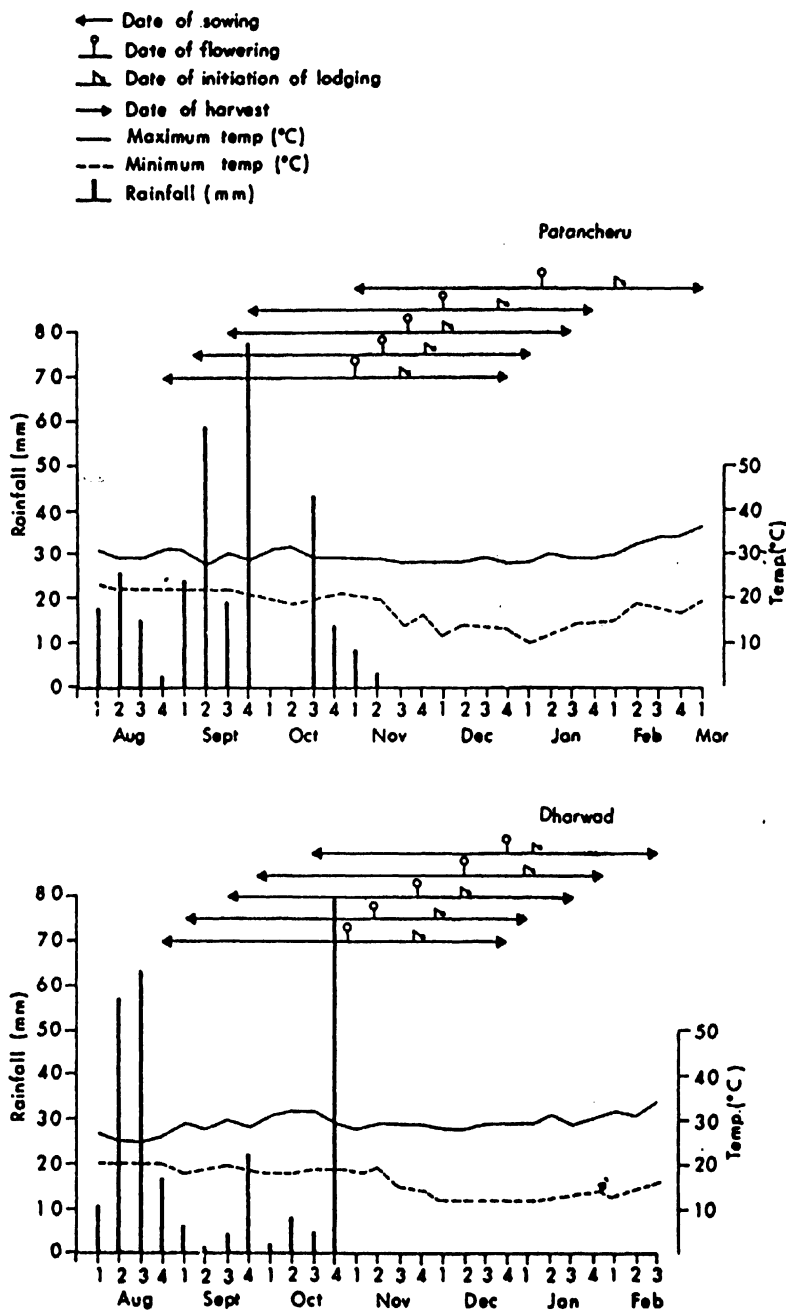 Date of sowing
Date of flowering
Date of initiation of lodging
Date of harvest
Maximum temp (°C)
Minimum temp (°C)
Rainfall (mm)
Patancheru
80
70
60
50
40
30
20
10
0
Rainfall (mm)
50
40
30
20
10
Temp.(°C)
1 2 3 4 1 2 3 4 1 2 3 4 1 2 3 4 1 2 3 4 1 2 3 4 1 2 3 4 1
Aug Sept Oct Nov Dec Jan Feb Mar
Dharwad
80
70
60
50
40
30
20
10
0
Rainfall (mm)
50
40
30
20
10
Temp.(°C)
1 2 3 4 1 2 3 4 1 2 3 4 1 2 3 4 1 2 3 4 1 2 3 4 1 2 3
Aug Sept Oct Nov Dec Jan Feb